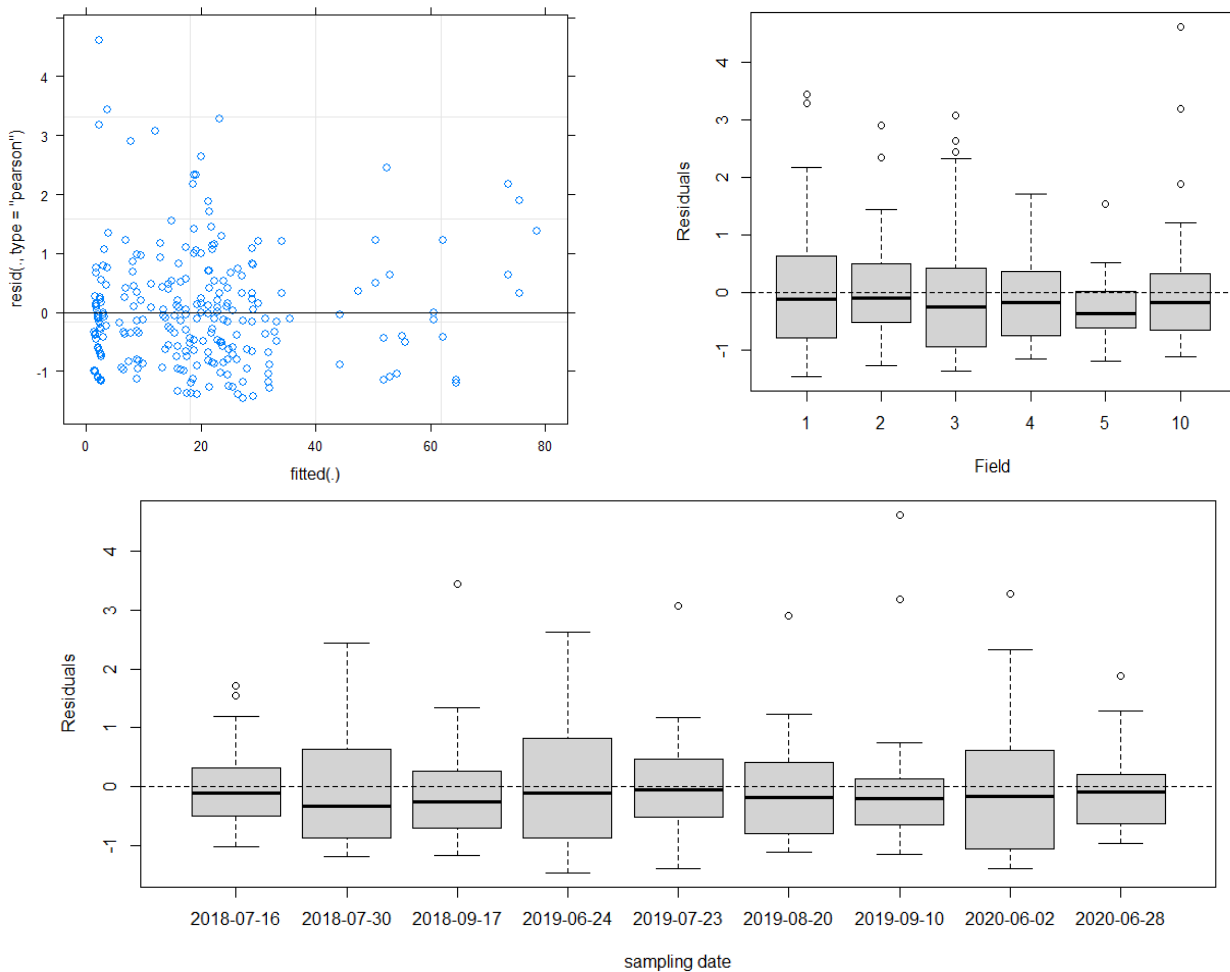 resid(., type = "pearson")
4
3
2
1
0
-1
0 20 40 60 80
fitted(.)
Residuals
4
3
2
1
0
-1
1 2 3 4 5 10
Field
Residuals
4
3
2
1
0
-1
2018-07-16 2018-07-30 2018-09-17 2019-06-24 2019-07-23 2019-08-20 2019-09-10 2020-06-02 2020-06-28
sampling date